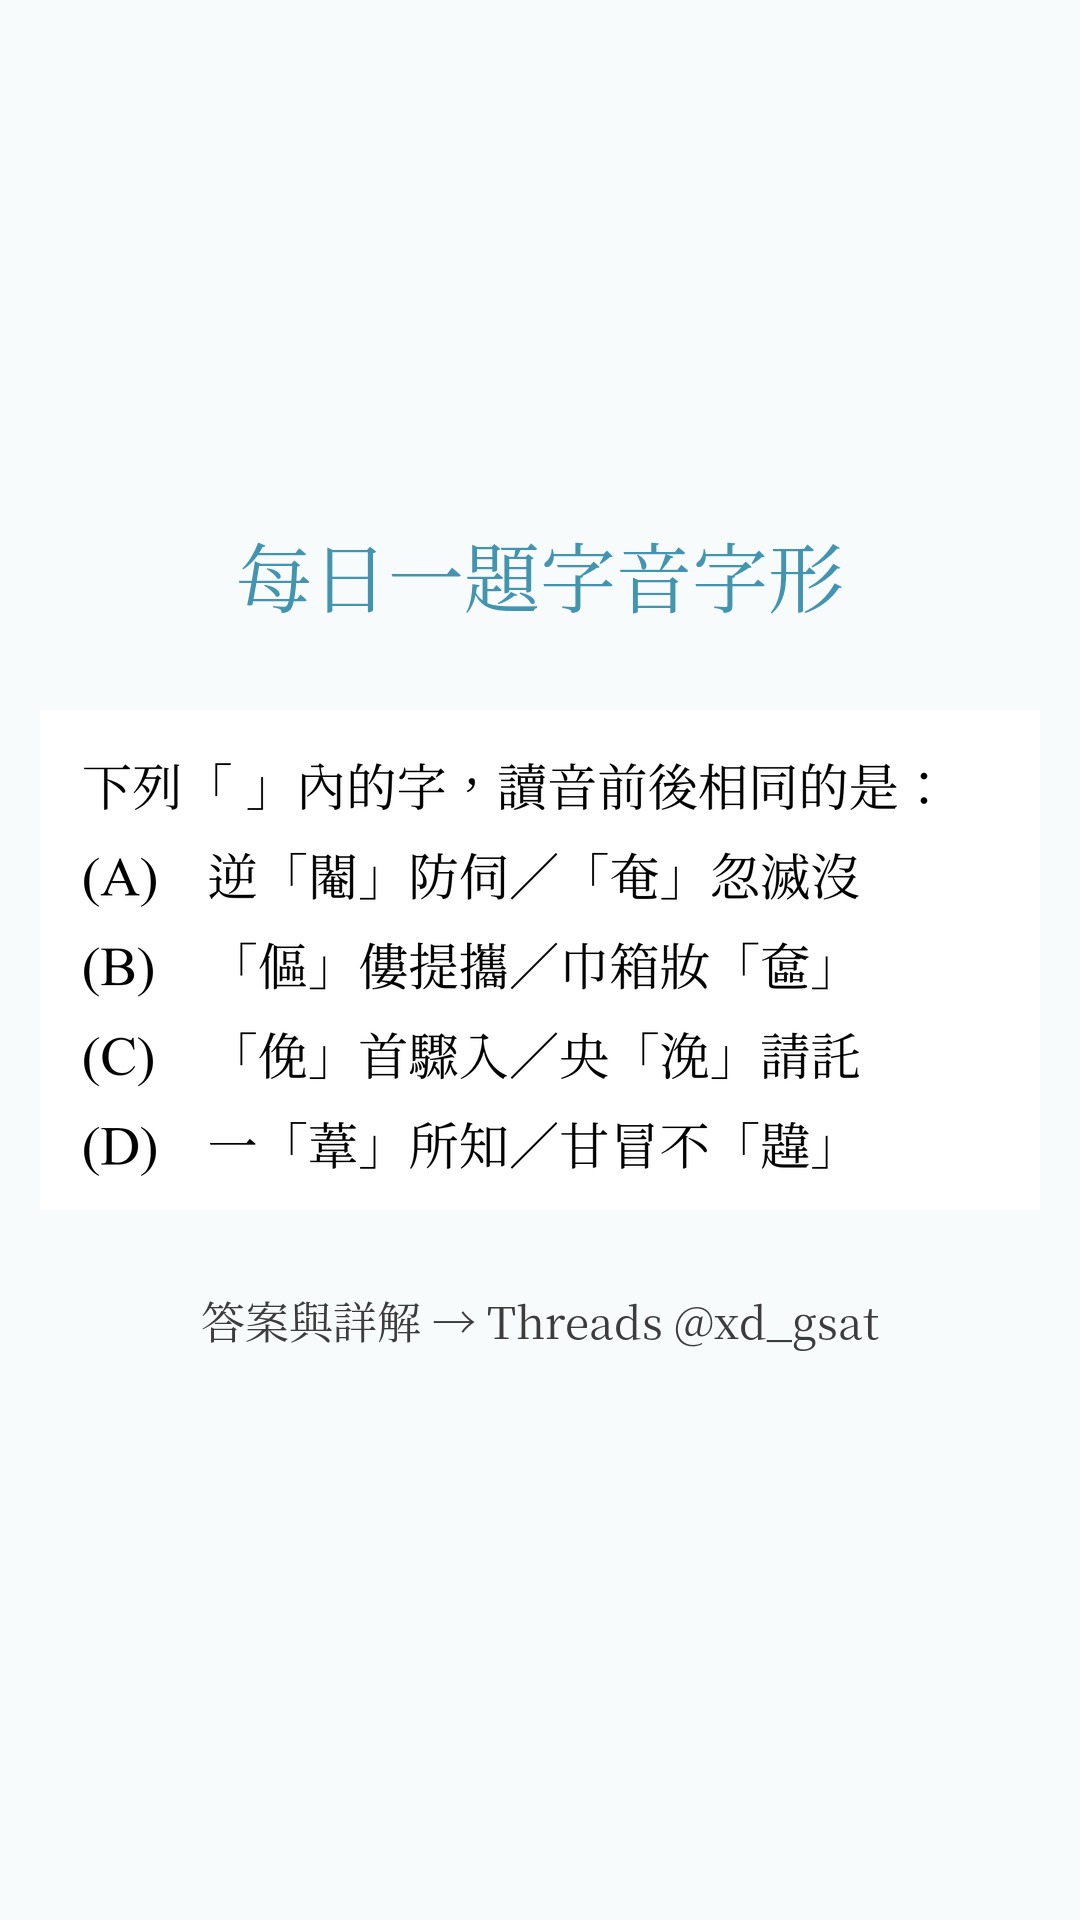 每日一題字音字形
下列「 」內的字，讀音前後相同的是：
(A) 逆「閹」防伺／「奄」忽滅沒
(B) 「傴」僂提攜／巾箱妝「奩」
(C) 「俛」首驟入／央「浼」請託
(D) 一「葦」所知／甘冒不「韙」
答案與詳解 → Threads @xd_gsat